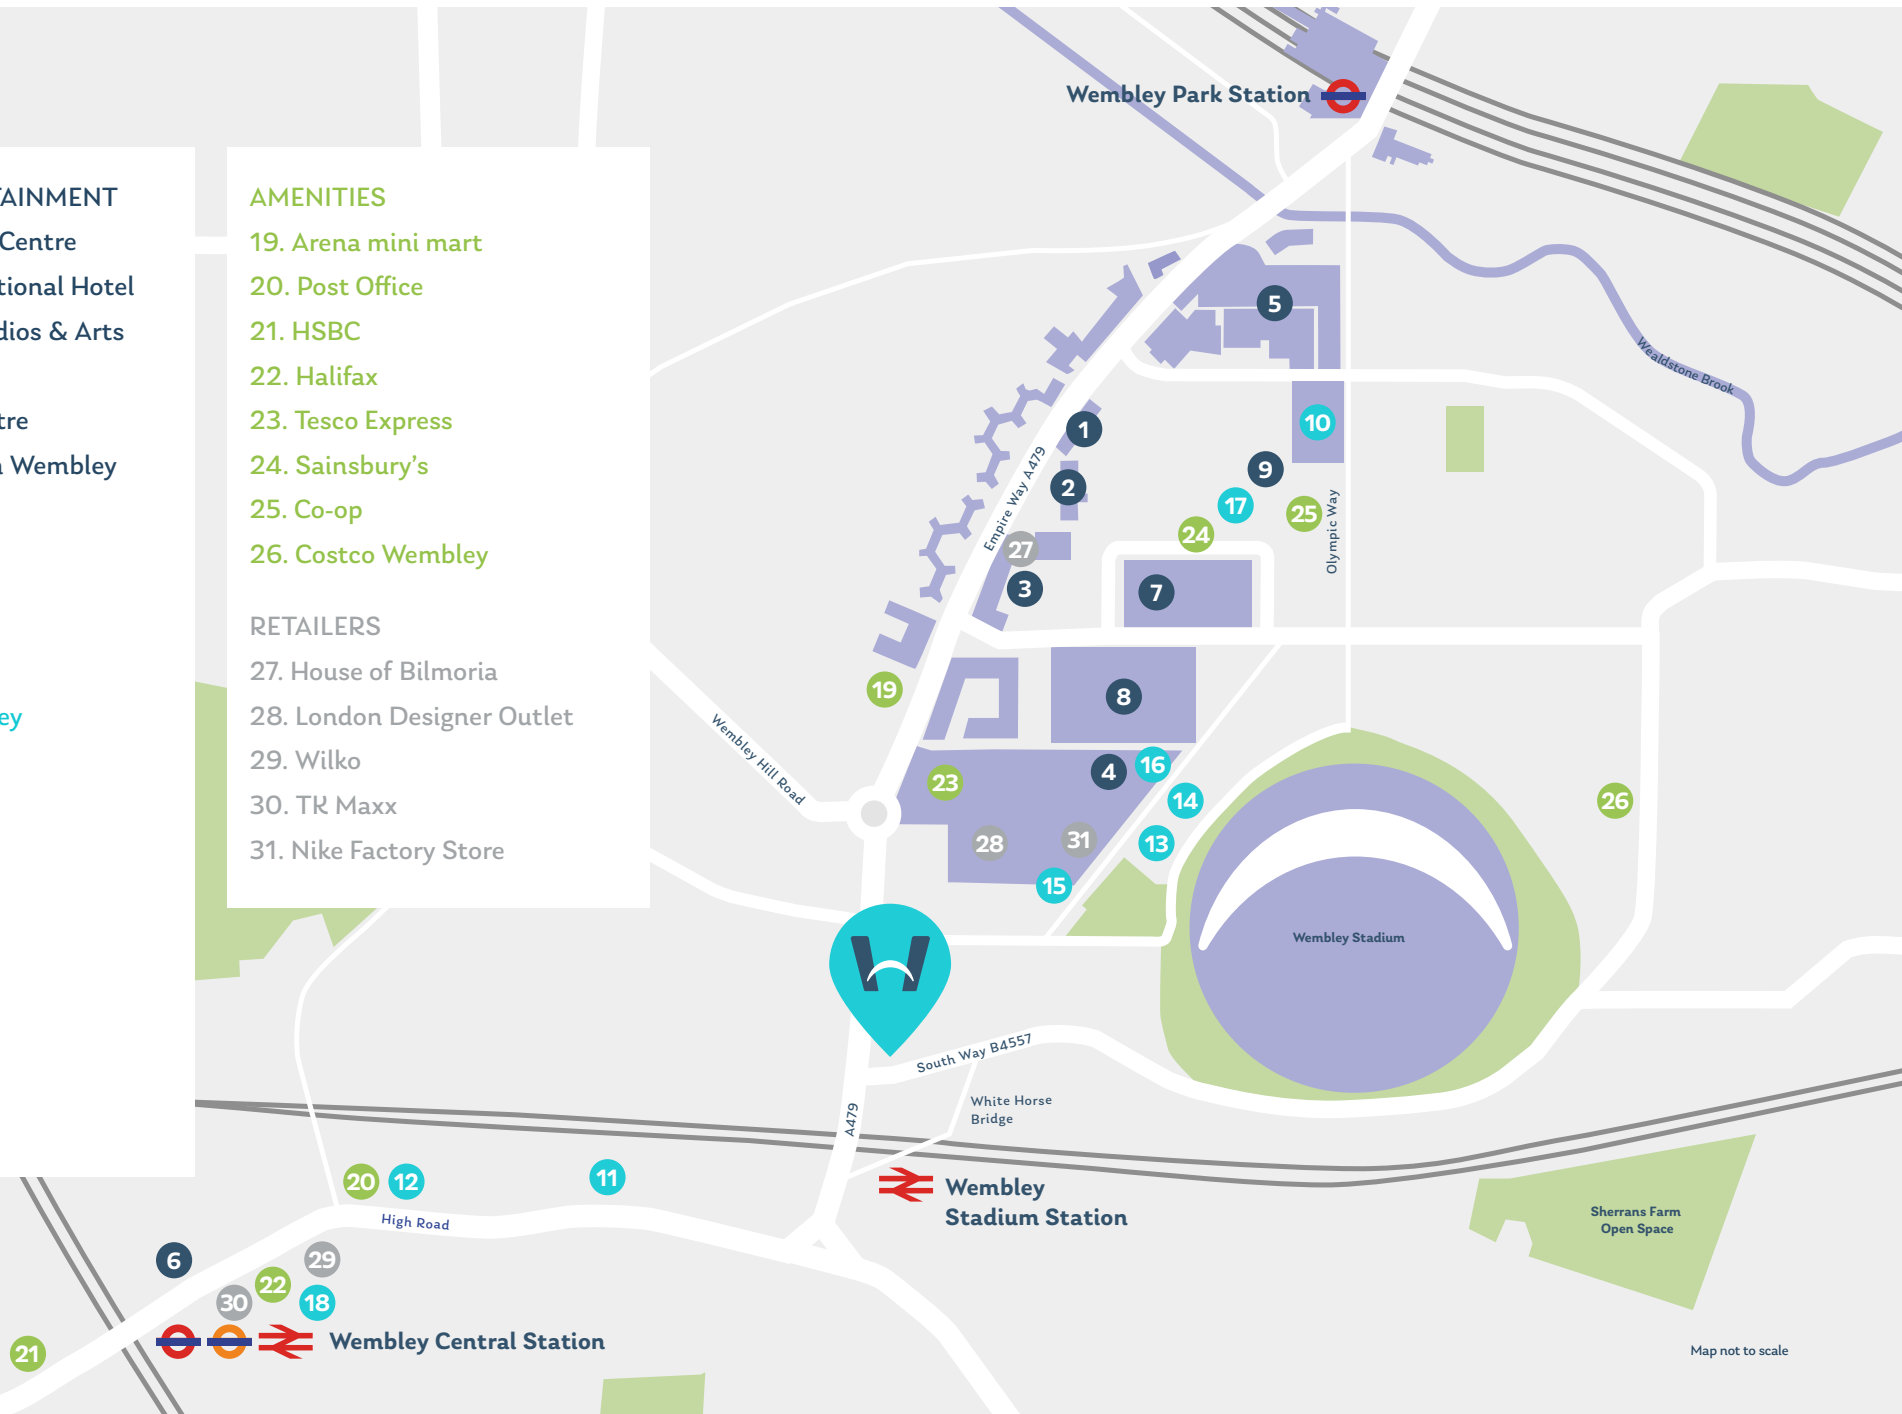 Wembley Park Station
TAINMENT
Centre
tional Hotel
dios & Arts
tre
a Wembley
ey
AMENITIES
19. Arena mini mart
20. Post Office
21. HSBC
22. Halifax
23. Tesco Express
24. Sainsbury’s
25. Co-op
26. Costco Wembley
RETAILERS
27. House of Bilmoria
28. London Designer Outlet
29. Wilko
30. TK Maxx
31. Nike Factory Store
5
Wealdstone Brook
10
1
Empire Way A479
9
2
17
25
Olympic Way
24
27
3
7
19
8
Wembley Hill Road
4
16
23
14
26
28
31
13
15
Wembley Stadium
South Way B4557
White Horse
Bridge
A479
20
12
11
Wembley
Stadium Station
High Road
Sherrans Farm
Open Space
6
29
22
30
18
Wembley Central Station
21
Map not to scale